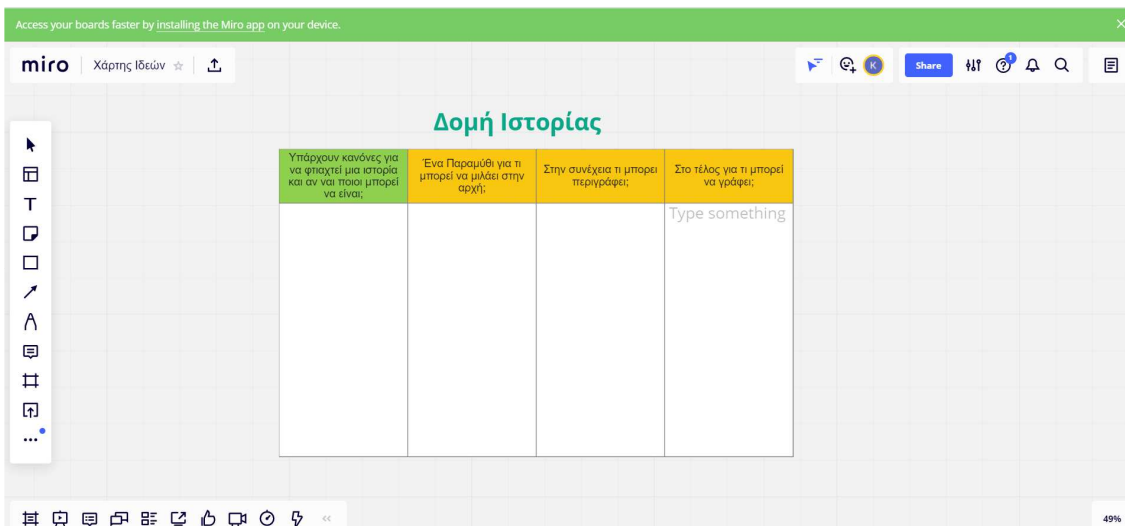 Access your boards faster by installing the Miro app on your device.
miro Χάρτης Ιδεών
K Share 1
Δομή Ιστορίας
Υπάρχουν κανόνες για
να φτιαχτεί μια ιστορία
και αν ναι ποιοι μπορεί
να είναι;
Ένα Παραμύθι για τι
μπορεί να μιλάει στην
αρχή;
Στην συνέχεια τι μπορει
περιγράφει;
Στο τέλος για τι μπορεί
να γράφει;
Type something
49%